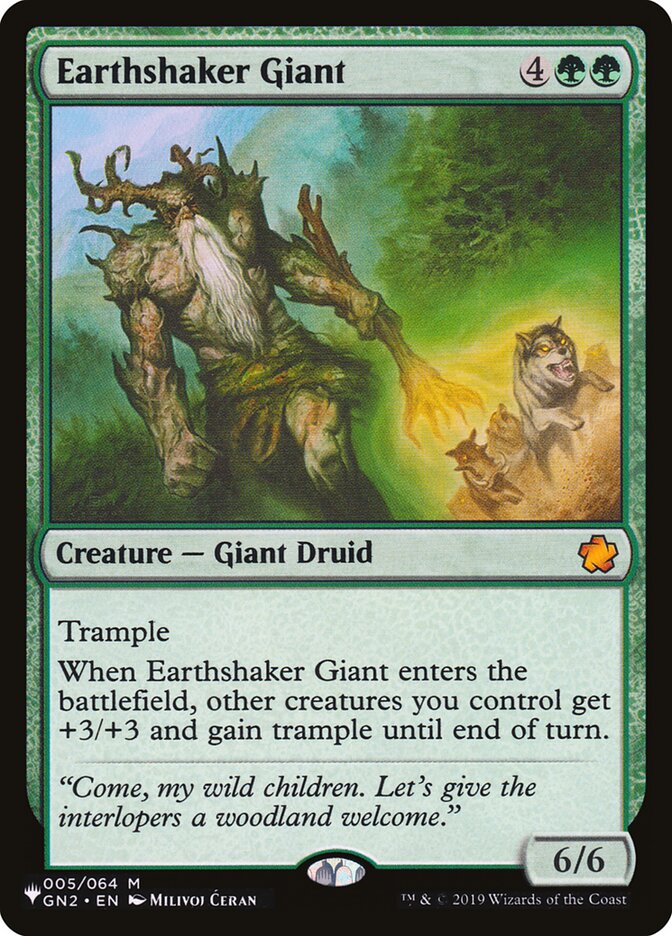 Earthshaker Giant 4
Creature — Giant Druid
Trample
When Earthshaker Giant enters the
battlefield, other creatures you control get
+3/+3 and gain trample until end of turn.
“Come, my wild children. Let’s give the
interlopers a woodland welcome.”
6/6
005/064 M
GN2 • EN Milivoj Ćeran
™ & © 2019 Wizards of the Coast